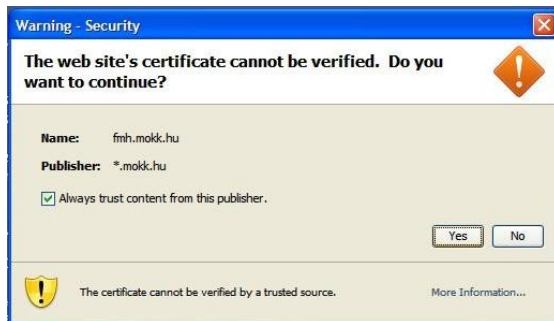 Warning - Security
The web site's certificate cannot be verified. Do you
want to continue?
Name: fmh.mokk.hu
Publisher: *.mokk.hu
Always trust content from this publisher.
Yes No
The certificate cannot be verified by a trusted source. More Information...